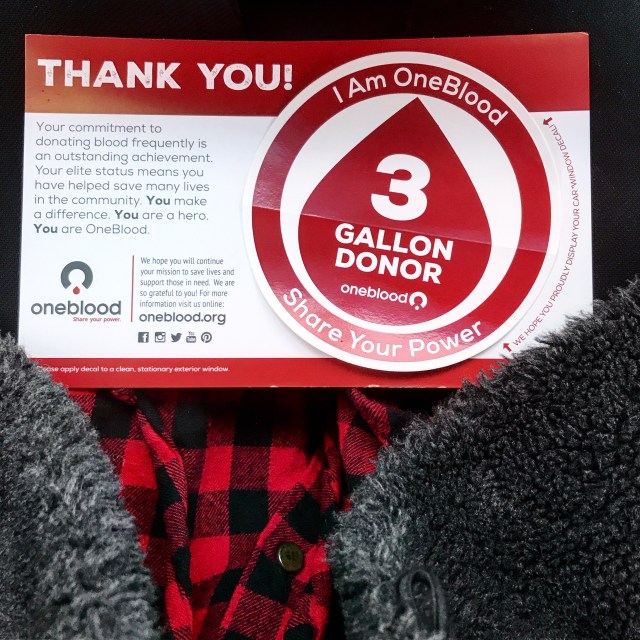 THANK YOU!
Your commitment to
donating blood frequently is
an outstanding achievement.
Your elite status means you
have helped save many lives
in the community. You make
a difference. You are a hero.
You are OneBlood.
oneblood
Share your power.
We hope you will continue
your mission to save lives and
support those in need. We are
so grateful to you! For more
information visit us online:
oneblood.org
You Tube
I Am OneBlood
3
GALLON
DONOR
oneblood
Share Your Power
WE HOPE YOU PROUDLY DISPLAY YOUR CAR WINDOW DECAL!
please apply decal to a clean, stationary exterior window.